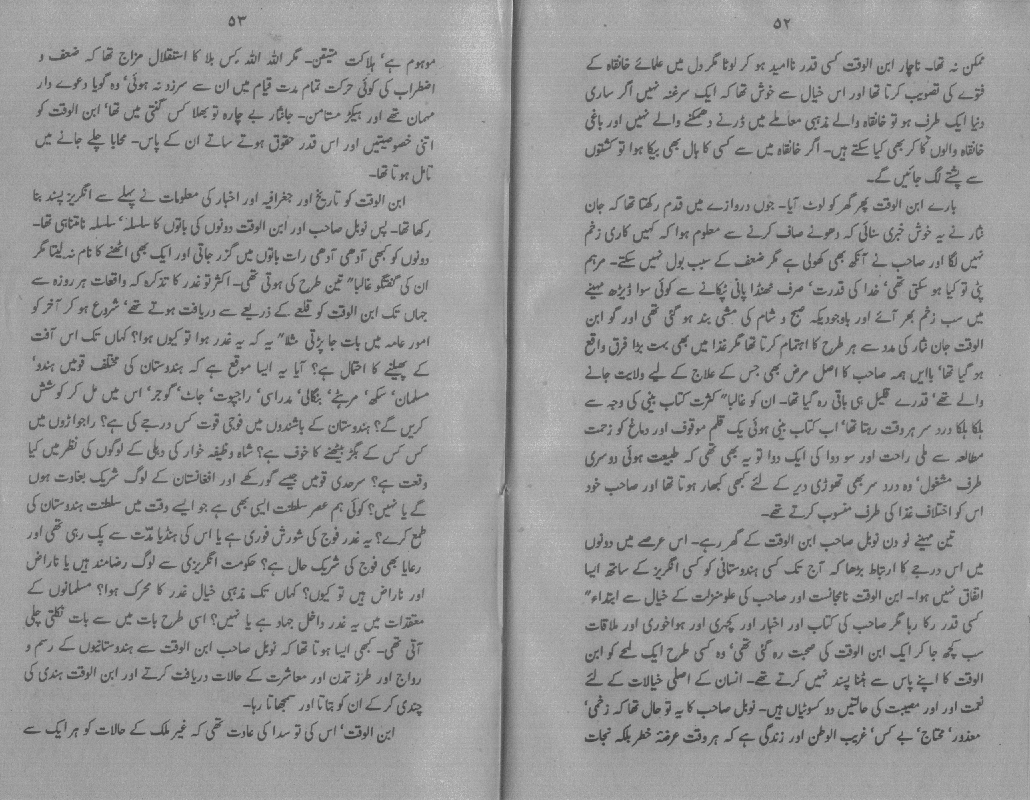 ۵۲
ممکن نہ تھا۔ ناچار ابن الوقت کسی قدر ناامید ہو کر لوٹا مگر دل میں علمائے خانقاہ کے
فتوے کی تصویب کرتا تھا اور اس خیال سے خوش تھا کہ ایک سرغنہ نہیں اگر ساری
دنیا ایک طرف ہو تو خانقاہ والے مذہبی معاملے میں ڈرنے دھمکنے والے نہیں اور باغی
خانقاہ والوں کا کر بھی کیا سکتے ہیں۔ اگر خانقاہ میں سے کسی کا بال بھی بیکا ہوا تو کشتوں
سے پشتے لگ جائیں گے۔
بارے ابن الوقت پھر گھر کو لوٹ آیا۔ جوں دروازے میں قدم رکھتا تھا کہ جان
نثار نے یہ خوش خبری سنائی کہ دھونے صاف کرنے سے معلوم ہوا کہ کہیں کاری زخم
نہیں لگا اور صاحب نے آنکھ بھی کھولی ہے مگر ضعف کے سبب بول نہیں سکتے۔ مرہم
پٹی تو کیا ہو سکتی تھی‘ خدا کی قدرت‘ صرف ٹھنڈا پانی ٹپکانے سے کوئی سوا ڈیڑھ مہینے
میں سب زخم بھر آئے اور باوجودیکہ صبح و شام کی مشی بند ہو گئی تھی اور گو ابن
الوقت جان نثار کی مدد سے ہر طرح کا اہتمام کرتا تھا مگر غذا میں بھی بہت بڑا فرق واقع
ہو گیا تھا‘ باایں ہمہ صاحب کا اصل مرض بھی جس کے علاج کے لیے ولایت جانے
والے تھے‘ قدرے قلیل ہی باقی رہ گیا تھا۔ ان کو غالبا" کثرت کتاب بینی کی وجہ سے
ہلکا ہلکا درد سر ہر وقت رہتا تھا‘ اب کتاب بینی ہوئی یک قلم موقوف اور دماغ کو زحمت
مطالعہ سے ملی راحت اور سو دوا کی ایک دوا تو یہ بھی تھی کہ طبیعت ہوئی دوسری
طرف مشغول‘ وہ درد سر بھی تھوڑی دیر کے لئے کبھی کبھار ہوتا تھا اور صاحب خود
اس کو اختلاف غذا کی طرف منسوب کرتے تھے۔
تین مہینے نو دن نوبل صاحب ابن الوقت کے گھر رہے۔ اس عرصے میں دونوں
میں اس درجے کا ارتباط بڑھا کہ آج تک کسی ہندوستانی کو کسی انگریز کے ساتھ ایسا
اتفاق نہیں ہوا۔ ابن الوقت نامجانست اور صاحب کی علو منزلت کے خیال سے ابتداء"
کسی قدر رکا رہا مگر صاحب کی کتاب اور اخبار اور کچہری اور ہواخوری اور ملاقات
سب کچھ جا کر ایک ابن الوقت کی صحبت رہ گئی تھی‘ وہ کسی طرح ایک لمحے کو ابن
الوقت کا اپنے پاس سے ہٹنا پسند نہیں کرتے تھے۔ انسان کے اصلی خیالات کے لئے
نعمت اور اور مصیبت کی حالتیں دو کسوٹیاں ہیں۔ نوبل صاحب کا یہ تو حال تھا کہ زخمی‘
معذور‘ محتاج‘ بے کس‘ غریب الوطن اور زندگی ہے کہ ہر وقت عرضۂ خطر بلکہ نجات
۵۳
موہوم ہے‘ ہلاکت متیقن۔ مگر اللہ اللہ کس بلا کا استقلال مزاج تھا کہ ضعف و
اضطراب کی کوئی حرکت تمام مدت قیام میں ان سے سرزد نہ ہوئی‘ وہ گویا دعوے دار
مہمان تھے اور ہیکڑ مستامن۔ جانثار بے چارہ تو بھلا کس گنتی میں تھا‘ ابن الوقت کو
اتنی خصوصیتیں اور اس قدر حقوق ہوتے ساتے ان کے پاس۔ محابا چلے جانے میں
تامل ہوتا تھا۔
ابن الوقت کو تاریخ اور جغرافیہ اور اخبار کی معلومات نے پہلے سے انگریز پسند بنا
رکھا تھا۔ پس نوبل صاحب اور ابن الوقت دونوں کی باتوں کا سلسلہ‘ سلسلہ نامتناہی تھا۔
دونوں کو کبھی آدھی آدھی رات باتوں میں گزر جاتی اور ایک بھی اٹھنے کا نام نہ لیتا مگر
ان کی گفتگو غالبا" تین طرح کی ہوتی تھی۔ اکثر تو غدر کا تذکرہ کہ واقعات ہر روزہ سے
جہاں تک ابن الوقت کو قلعے کے ذریعے سے دریافت ہوتے تھے‘ شروع ہو کر آخر کو
امور عامہ میں بات جا پڑتی مثلا" یہ کہ یہ غدر ہوا تو کیوں ہوا؟ کہاں تک اس آفت
کے پھیلنے کا احتمال ہے؟ آیا یہ ایسا موقع ہے کہ ہندوستان کی مختلف قومیں ہندو‘
مسلمان‘ سکھ‘ مرہٹے‘ بنگالی‘ مدراسی‘ راجپوت‘ جاٹ‘ گوجر‘ اس میں مل کر کوشش
کریں گے؟ ہندوستان کے باشندوں میں فوجی قوت کس درجے کی ہے؟ راجواڑوں میں
کس کس کے بگڑ بیٹھنے کا خوف ہے؟ شاہ وظیفہ خوار کی دہلی کے لوگوں کی نظر میں کیا
وقعت ہے؟ سرحدی قومیں جیسے گورکھے اور افغانستان کے لوگ شریک بغاوت ہوں
گے یا نہیں؟ کوئی ہم عصر سلطنت ایسی بھی ہے جو ایسے وقت میں سلطنت ہندوستان کی
طمع کرے؟ یہ غدر فوج کی شورش فوری ہے یا اس کی ہنڈیا مدّت سے پک رہی تھی اور
رعایا بھی فوج کی شریک حال ہے؟ حکومت انگریزی سے لوگ رضامند ہیں یا ناراض
اور ناراض ہیں تو کیوں؟ کہاں تک مذہبی خیال غدر کا محرک ہوا؟ مسلمانوں کے
معتقدات میں یہ غدر داخل جہاد ہے یا نہیں؟ اسی طرح بات میں سے بات نکلتی چلی
آتی تھی۔ کبھی ایسا ہوتا تھا کہ نوبل صاحب ابن الوقت سے ہندوستانیوں کے رسم و
رواج اور طرز تمدن اور معاشرت کے حالات دریافت کرتے اور ابن الوقت ہندی کی
چندی کر کے ان کو بتاتا اور سمجھاتا رہا۔
ابن الوقت‘ اس کی تو سدا کی عادت تھی کہ غیر ملک کے حالات کو ہر ایک سے